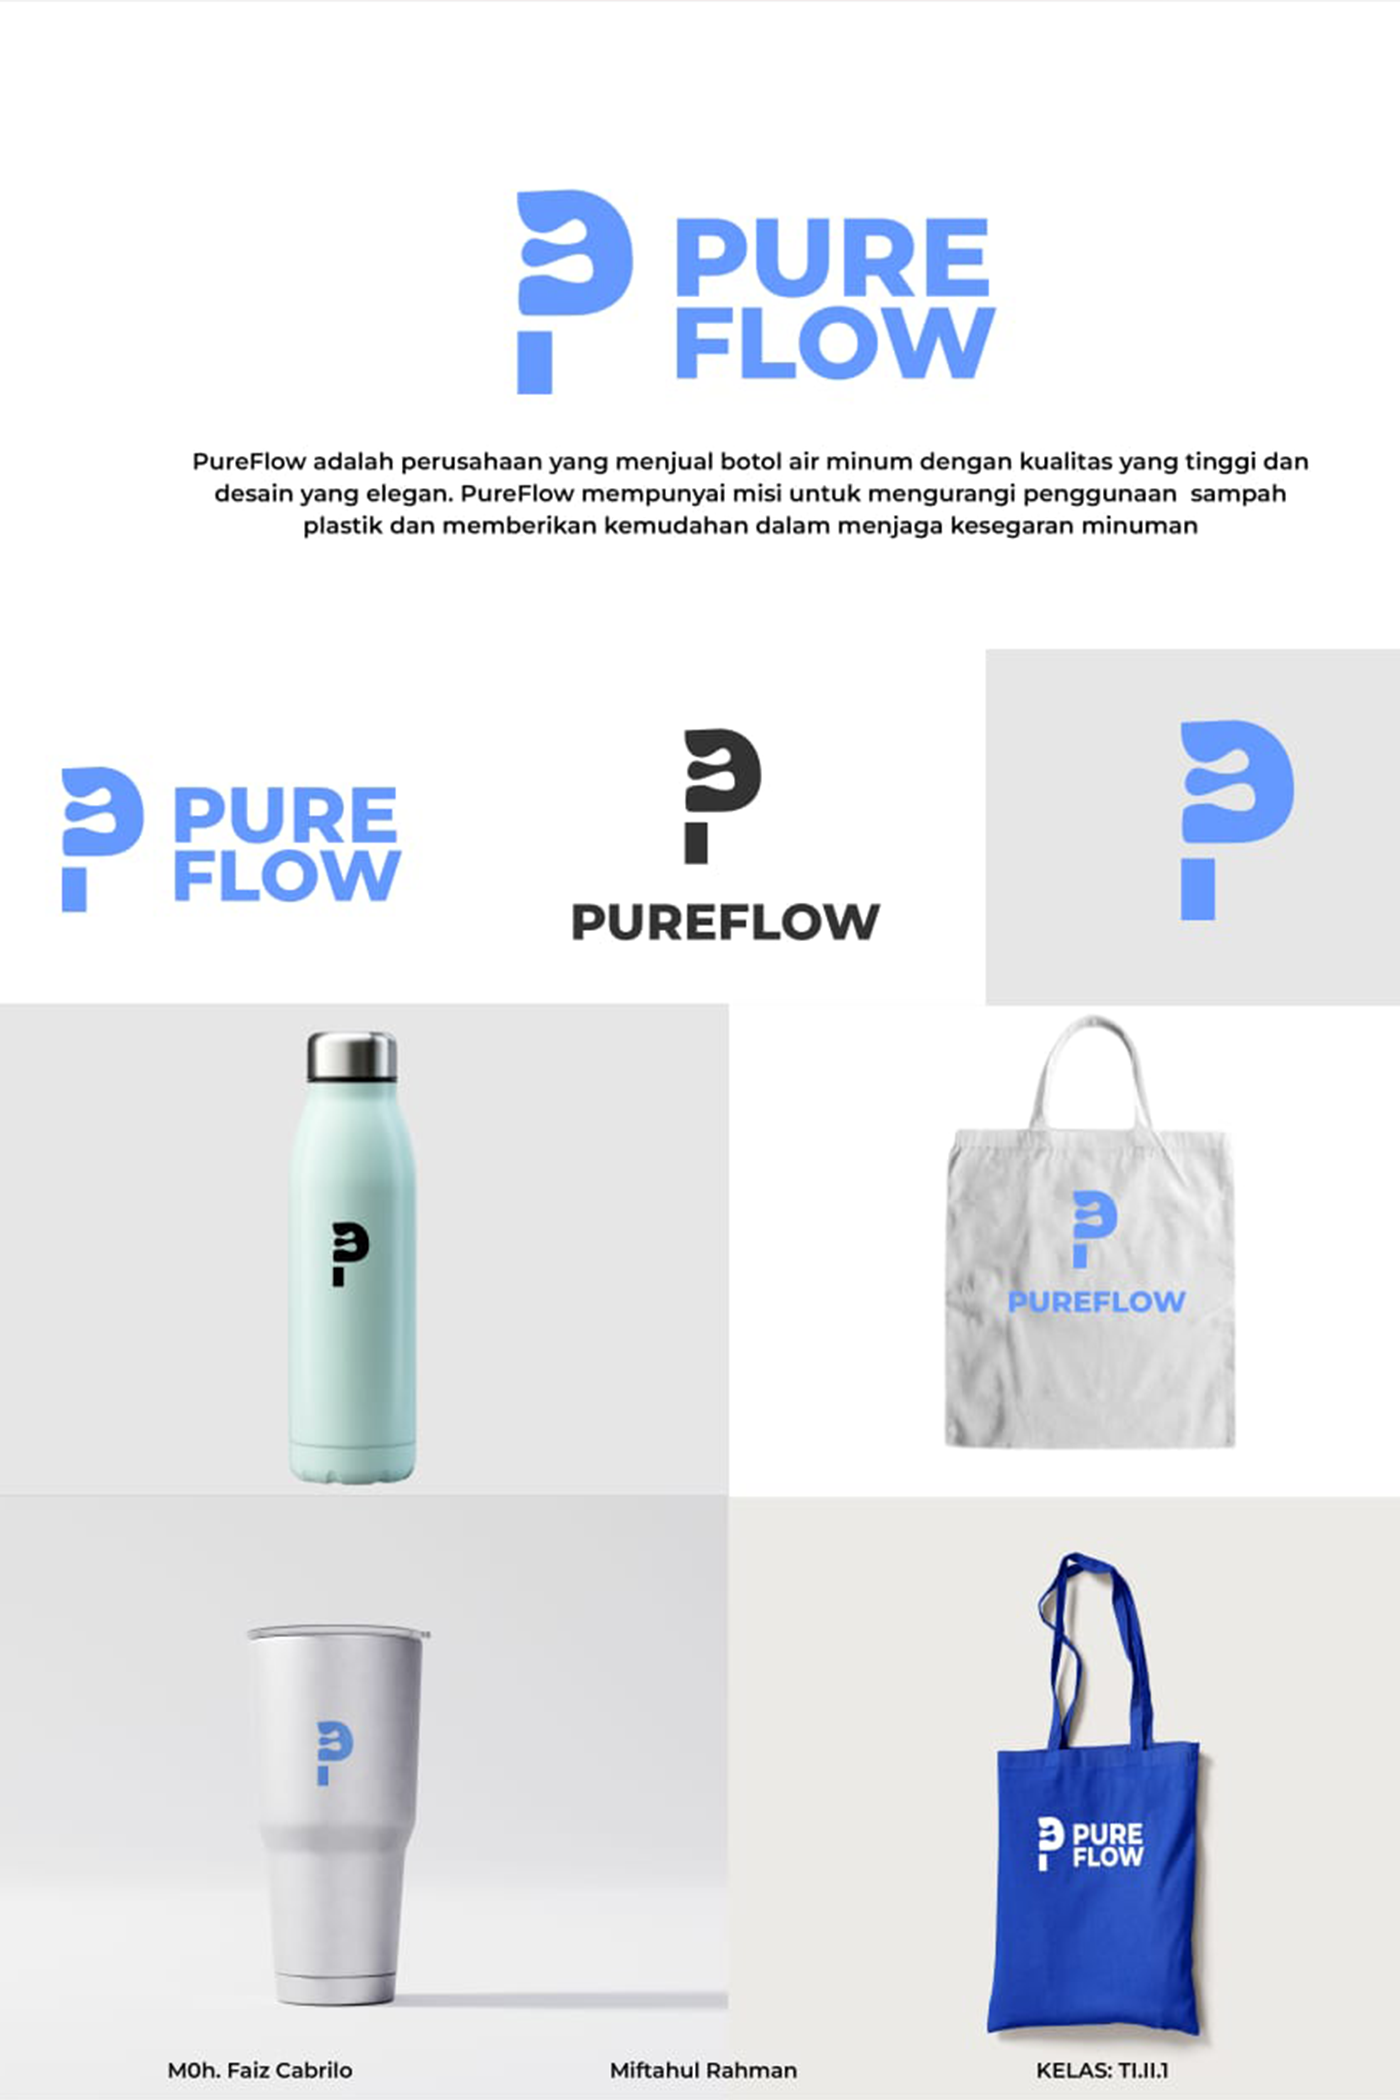 PURE
FLOW
PureFlow adalah perusahaan yang menjual botol air minum dengan kualitas yang tinggi dan
desain yang elegan. PureFlow mempunyai misi untuk mengurangi penggunaan  sampah
plastik dan memberikan kemudahan dalam menjaga kesegaran minuman
PURE
FLOW
PUREFLOW
PUREFLOW
PURE
FLOW
M0h. Faiz Cabrilo
Miftahul Rahman
KELAS: TI.II.1